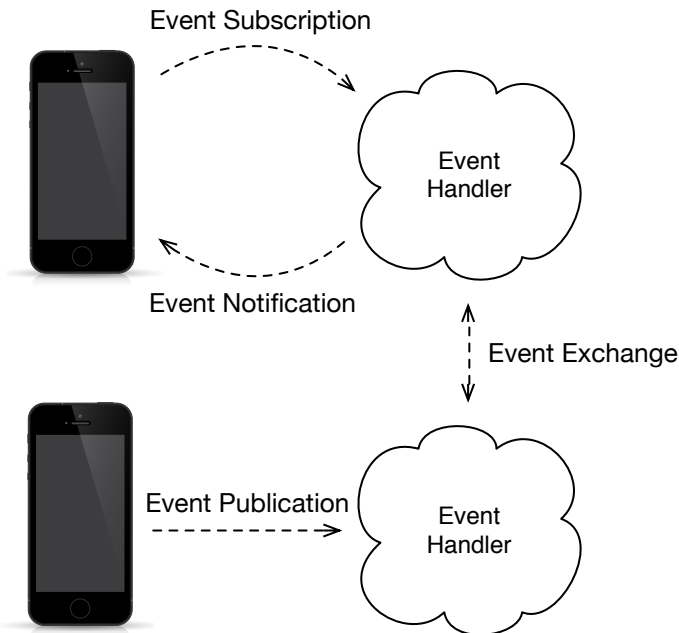 Event Subscription
Event
Handler
Event Notification
Event Exchange
Event Publication
Event
Handler